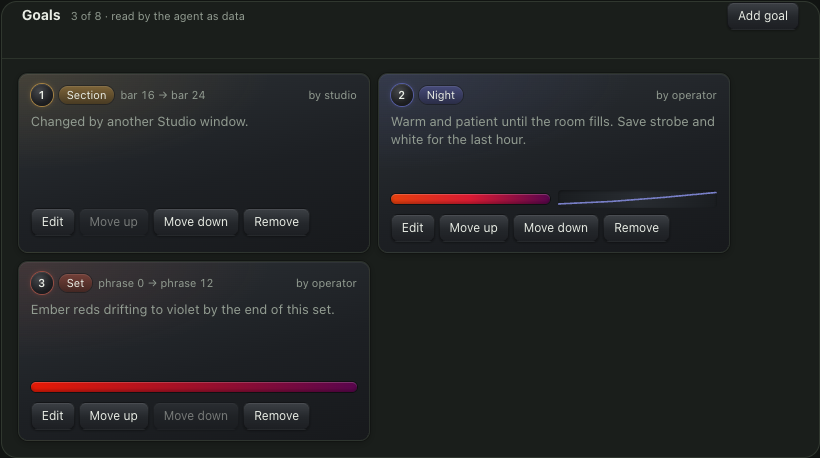 Goals 3 of 8 · read by the agent as data Add goal
1 Section bar 16 → bar 24 by studio
Changed by another Studio window.
Edit Move up Move down Remove
2 Night by operator
Warm and patient until the room fills. Save strobe and
white for the last hour.
Edit Move up Move down Remove
3 Set phrase 0 → phrase 12 by operator
Ember reds drifting to violet by the end of this set.
Edit Move up Move down Remove